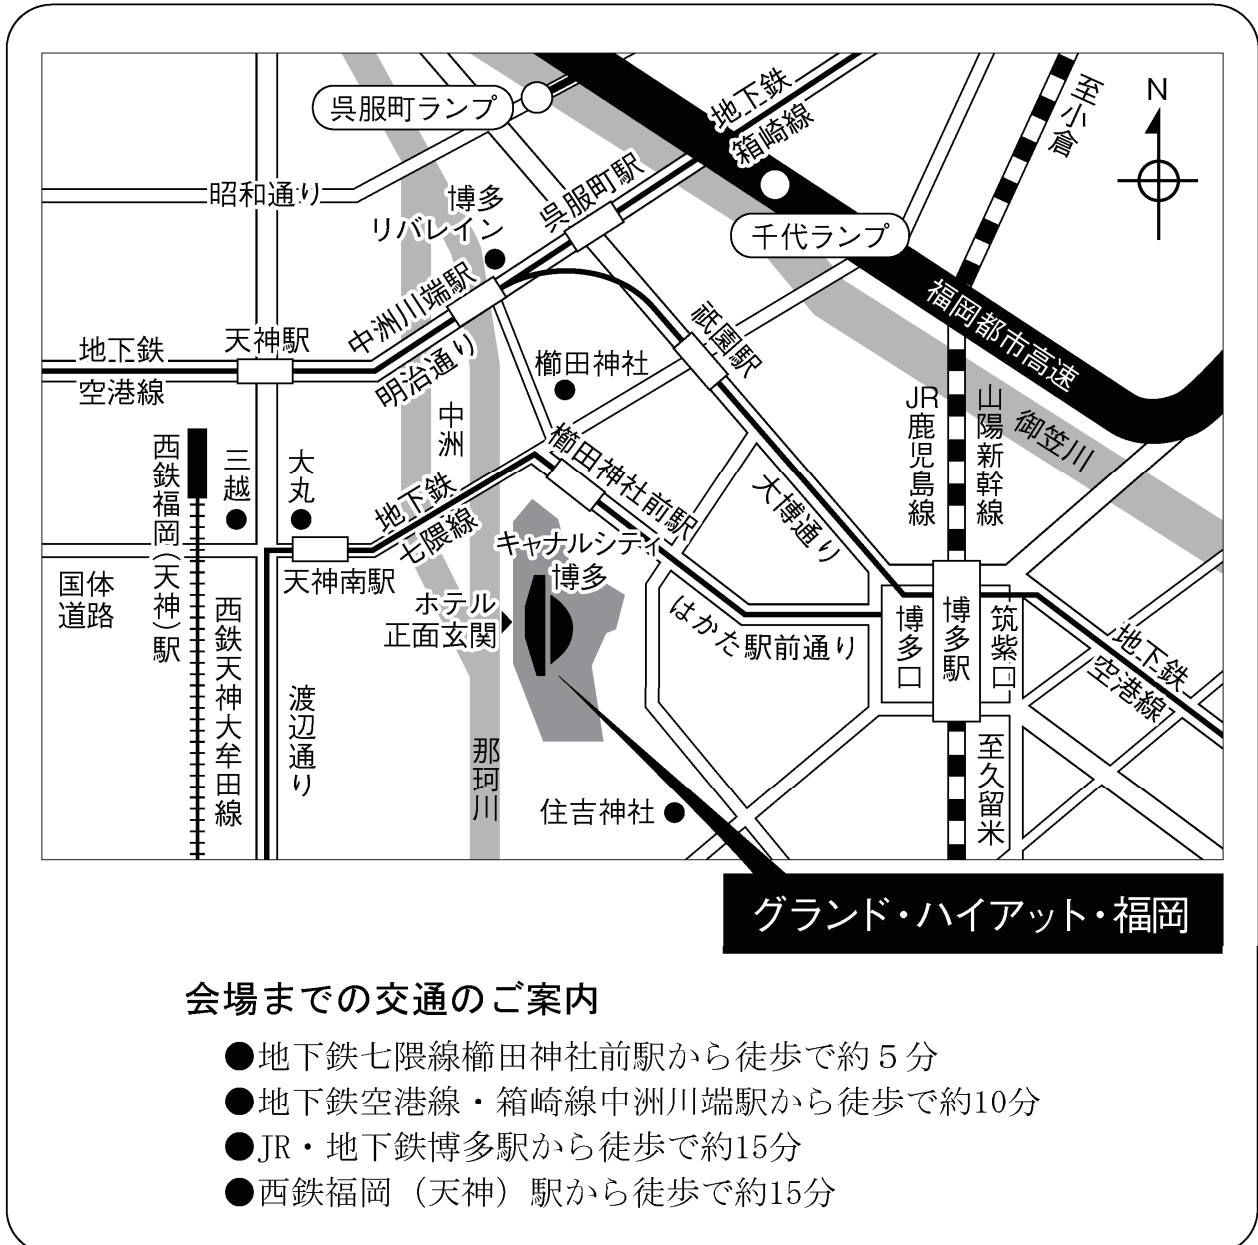 呉服町ランプ
地下鉄
箱崎線
至小倉
N
昭和通り
博多
リバレイン
呉服町駅
千代ランプ
中洲川端駅
福岡都市高速
地下鉄
空港線
天神駅
明治通り
櫛田神社
祇園駅
中洲
JR鹿児島線
山陽新幹線
御笠川
西鉄福岡(天神)駅
三越
大丸
地下鉄
七隈線
櫛田神社前駅
大博通り
キャナルシティ
博多
天神南駅
国体
道路
ホテル
正面玄関
はかた駅前通り
博多口
博多駅
筑紫口
地下鉄
空港線
西鉄天神大牟田線
渡辺通り
那珂川
至久留米
住吉神社
グランド・ハイアット・福岡
会場までの交通のご案内
●地下鉄七隈線櫛田神社前駅から徒歩で約5分
●地下鉄空港線・箱崎線中洲川端駅から徒歩で約10分
●JR・地下鉄博多駅から徒歩で約15分
●西鉄福岡(天神)駅から徒歩で約15分